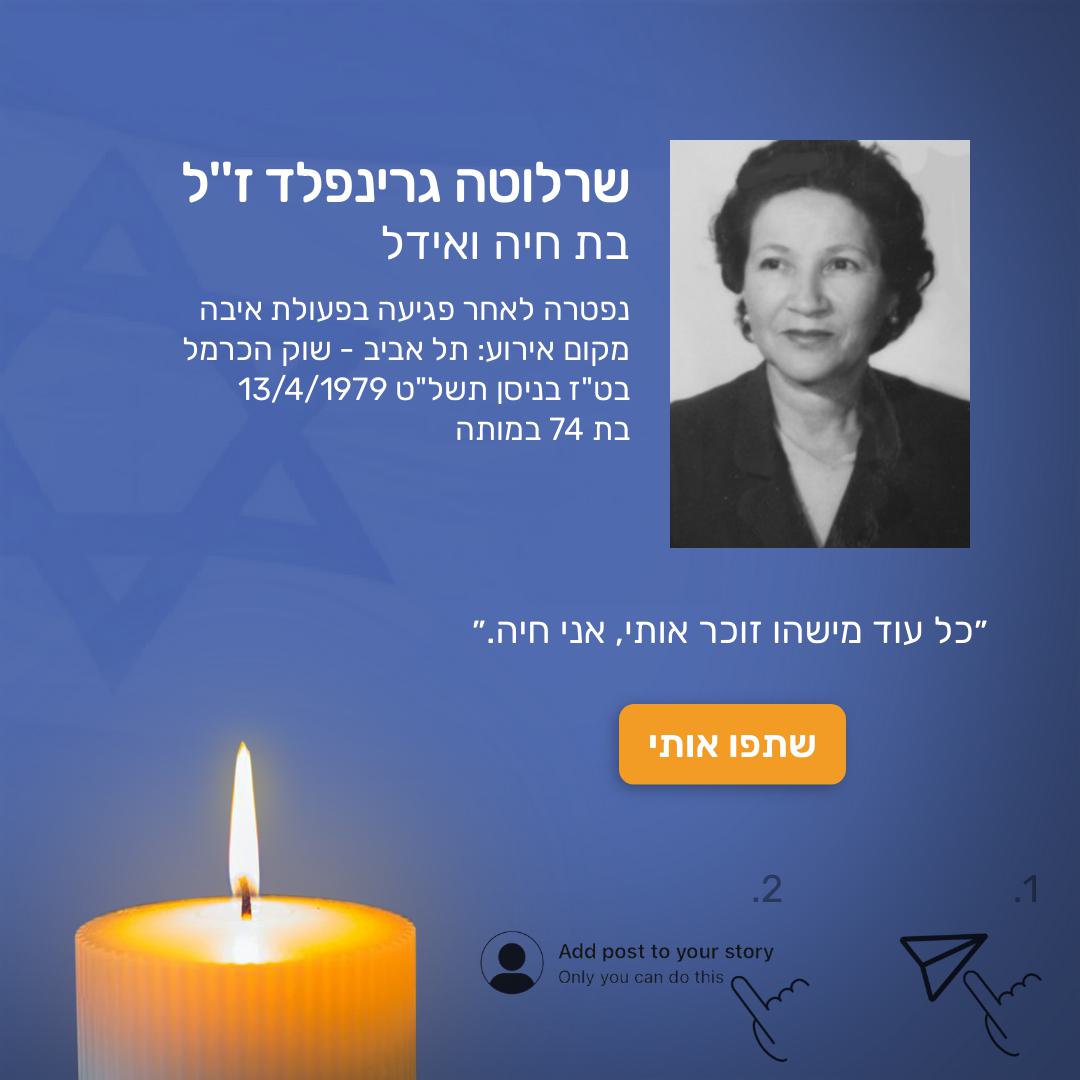 שרלוטה גרינפלד ז"ל
בת חיה ואידל
נפטרה לאחר פגיעה בפעולת איבה
מקום אירוע: תל אביב - שוק הכרמל
בט"ז בניסן תשל"ט 13/4/1979
בת 74 במותה
״כל עוד מישהו זוכר אותי, אני חיה.״
שתפו אותי
1.
2.
Add post to your story
Only you can do this